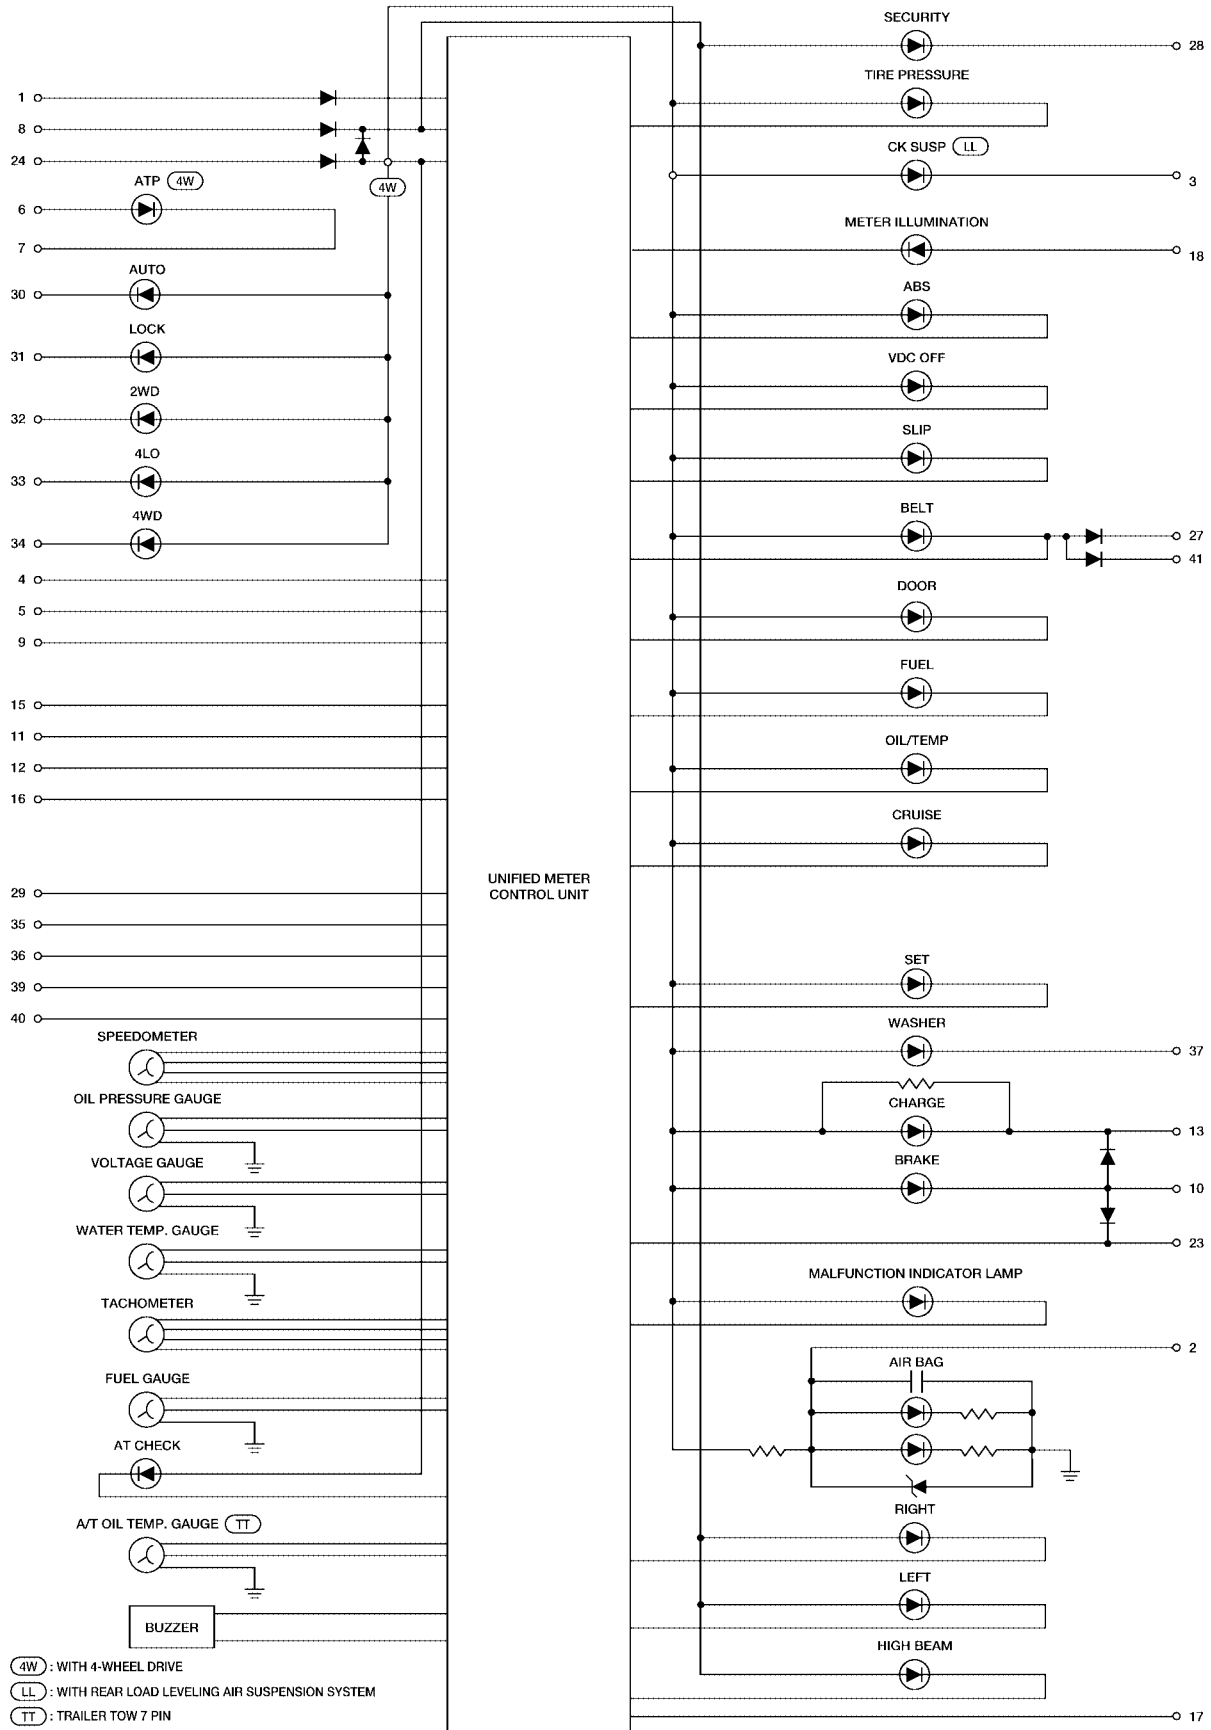 SECURITY
28
TIRE PRESSURE
1
8
CK SUSP LL
24
3
ATP 4W
4W
6
METER ILLUMINATION
7
18
AUTO
ABS
30
LOCK
31
VDC OFF
2WD
32
SLIP
4LO
33
BELT
4WD
27
34
41
4
DOOR
5
9
FUEL
15
11
OIL/TEMP
12
16
CRUISE
UNIFIED METER
CONTROL UNIT
29
35
36
SET
39
40
WASHER
SPEEDOMETER
37
OIL PRESSURE GAUGE
CHARGE
13
VOLTAGE GAUGE
BRAKE
10
WATER TEMP. GAUGE
23
MALFUNCTION INDICATOR LAMP
TACHOMETER
2
AIR BAG
FUEL GAUGE
AT CHECK
RIGHT
A/T OIL TEMP. GAUGE TT
LEFT
BUZZER
HIGH BEAM
4W : WITH 4-WHEEL DRIVE
LL : WITH REAR LOAD LEVELING AIR SUSPENSION SYSTEM
TT : TRAILER TOW 7 PIN
17